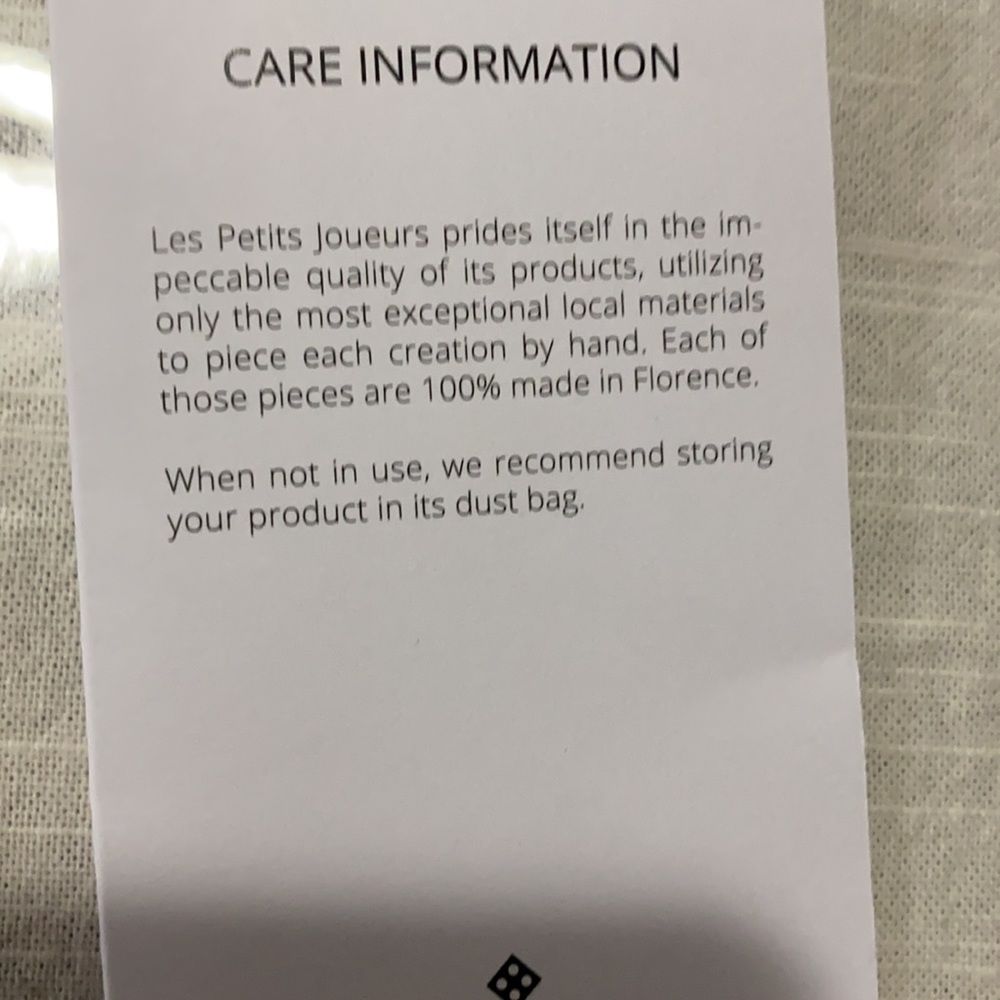 CARE INFORMATION
Les Petits Joueurs prides itself in the im-
peccable quality of its products, utilizing
only the most exceptional local materials
to piece each creation by hand. Each of
those pieces are 100% made in Florence.
When not in use, we recommend storing
your product in its dust bag.